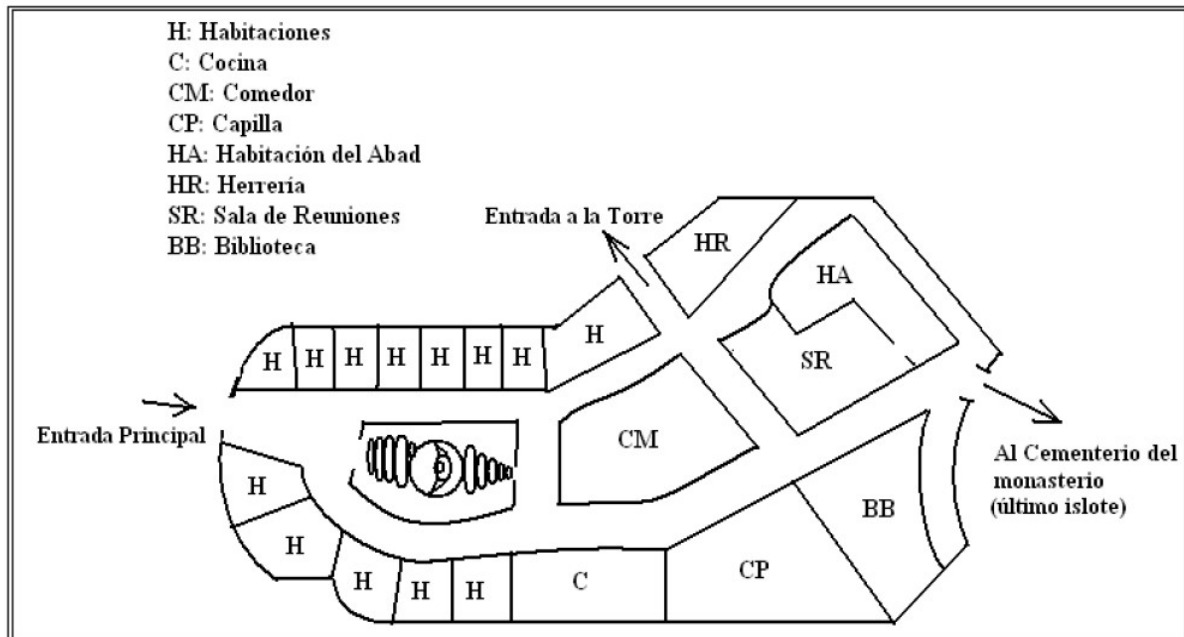 H: Habitaciones
C: Cocina
CM: Comedor
CP: Capilla
HA: Habitación del Abad
HR: Herrería
SR: Sala de Reuniones
BB: Biblioteca
Entrada a la Torre
HR
HA
H
H
H
H
H
H
H
H
SR
Entrada Principal
CM
Al Cementerio del
monasterio
(último islote)
H
BB
H
H
H
H
C
CP